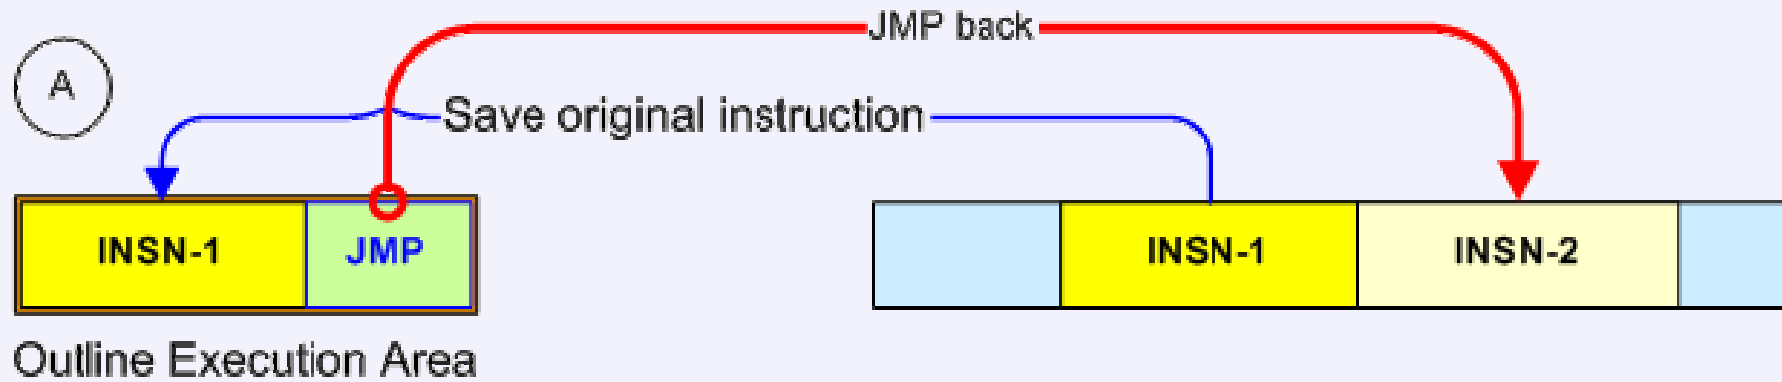 JMP back
A
Save original instruction
INSN-1 JMP INSN-1 INSN-2
Outline Execution Area